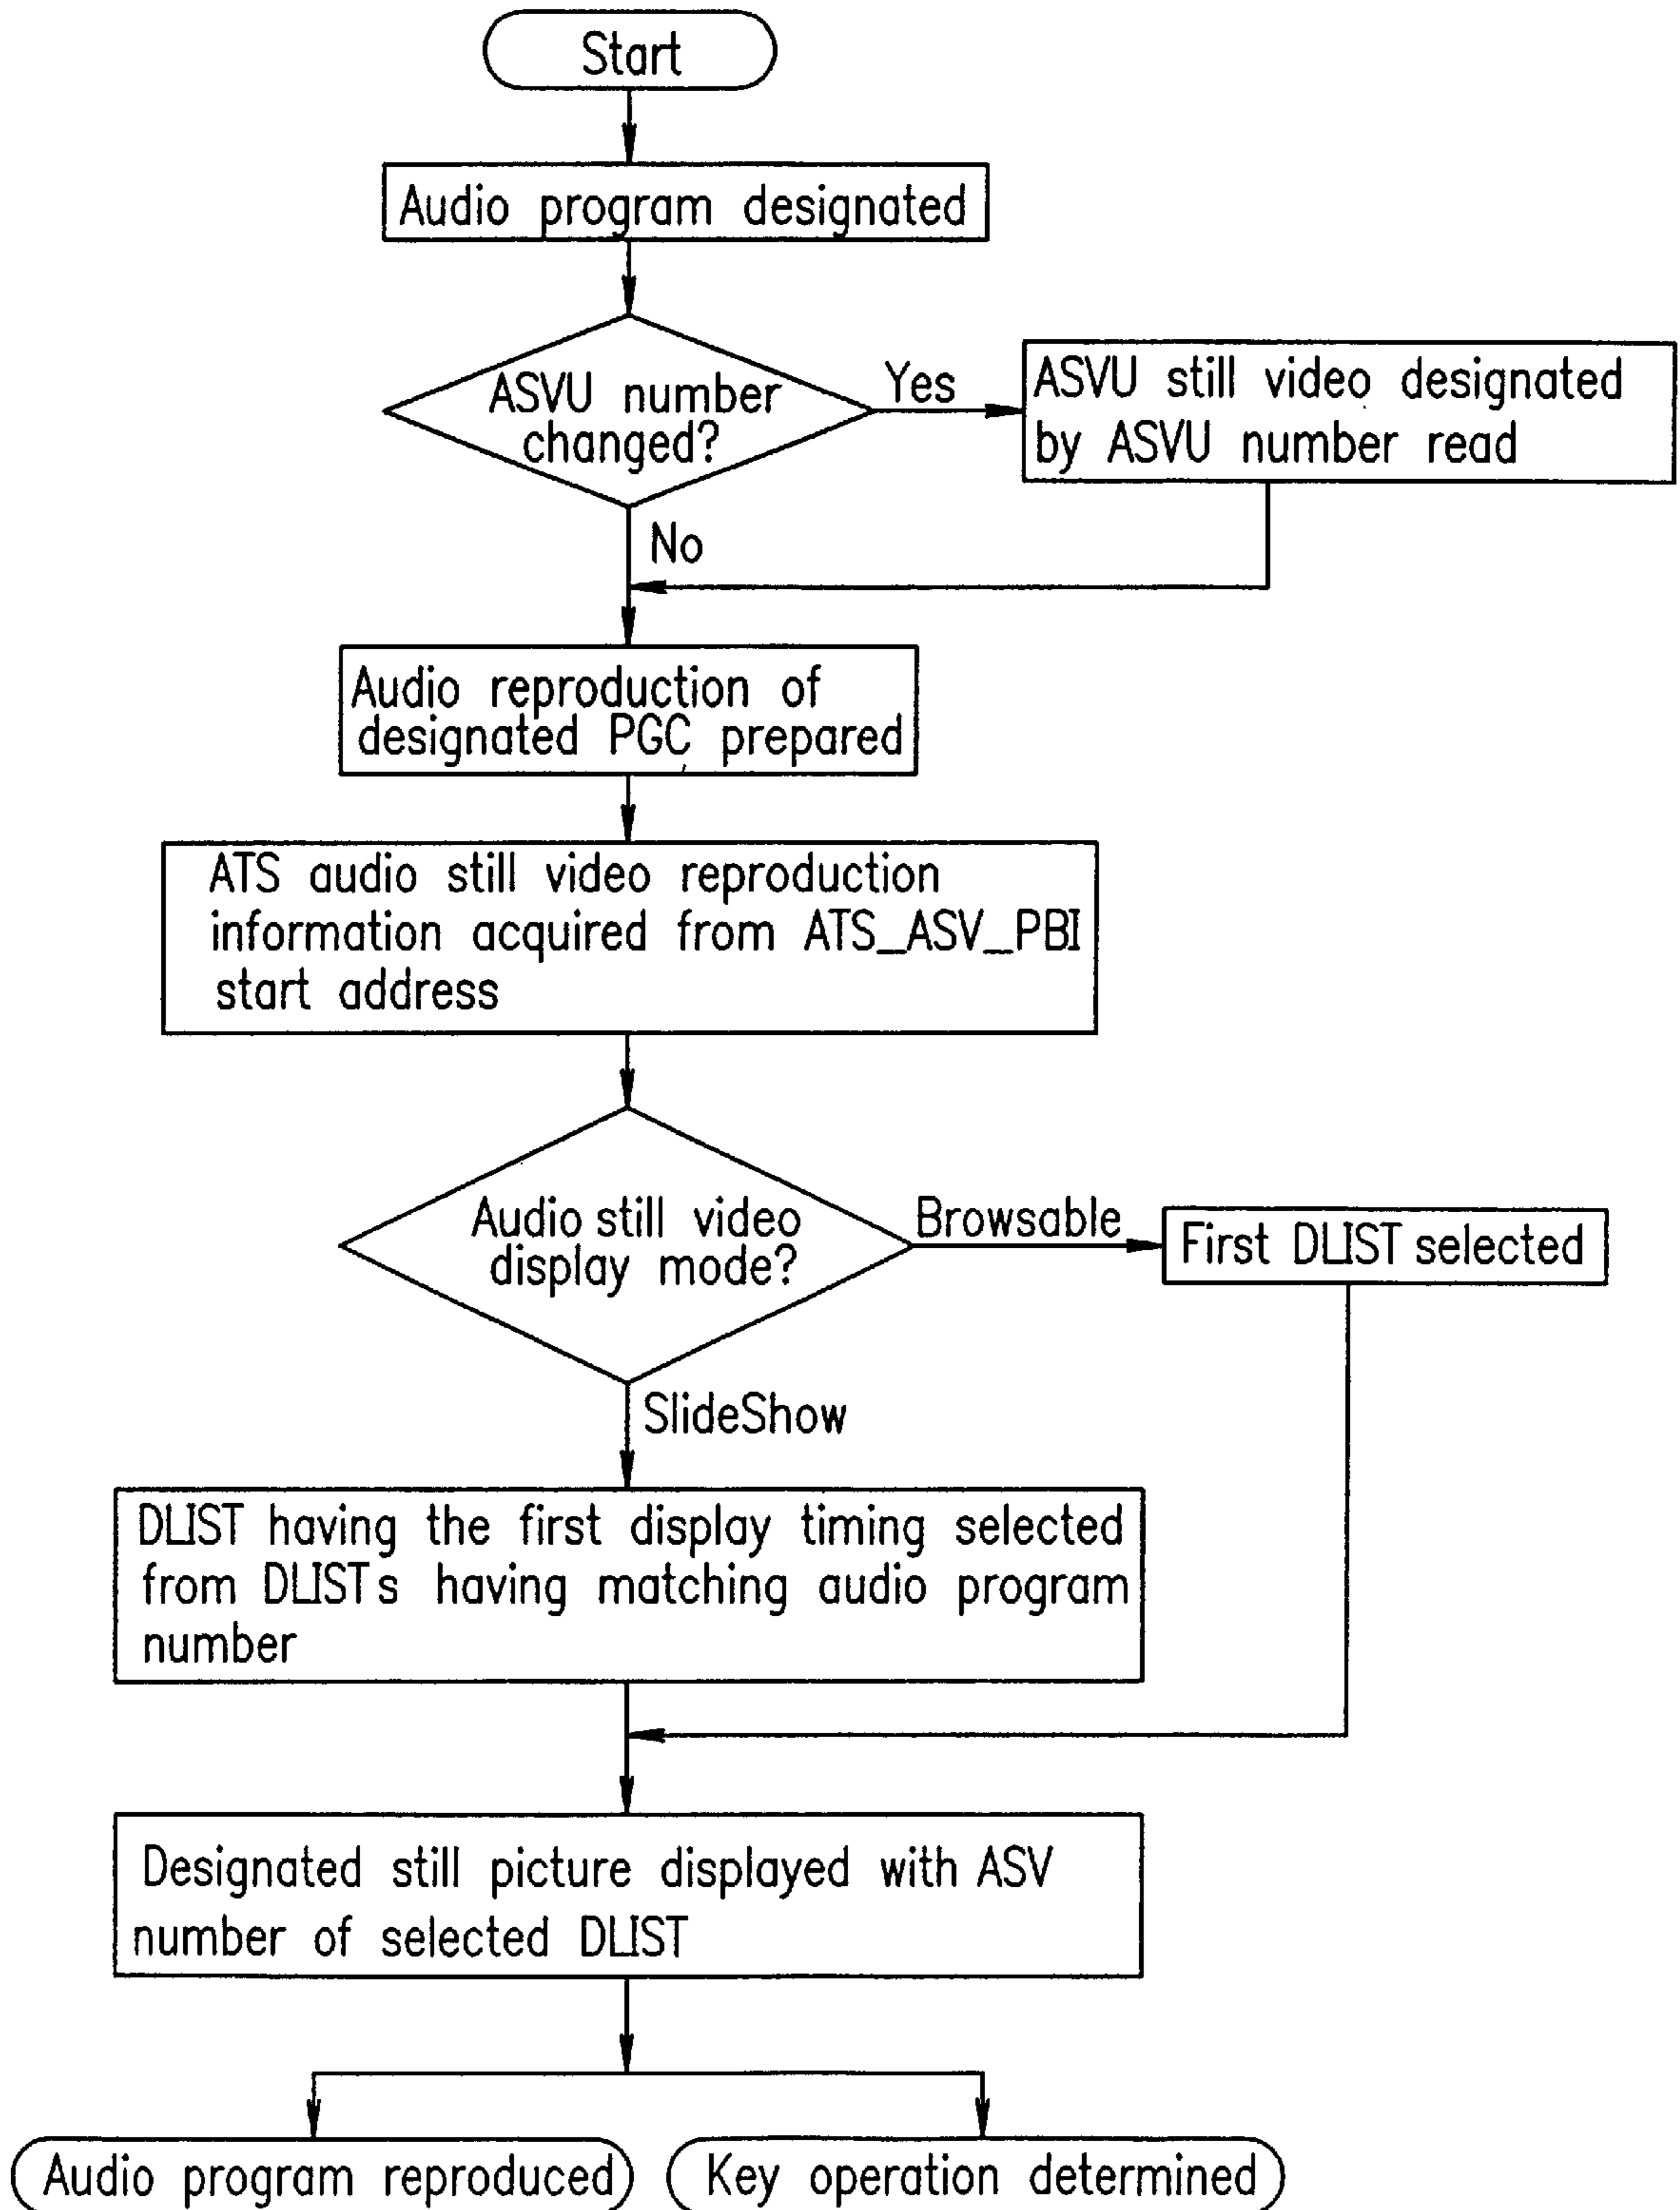 Start
Audio program designated
ASVU number
changed?
Yes
ASVU still video designated
by ASVU number read
No
Audio reproduction of
designated PGC prepared
ATS audio still video reproduction
information acquired from ATS_ASV_PBI
start address
Audio still video
display mode?
Browsable
First DLIST selected
SlideShow
DLIST having the first display timing selected
from DLISTs having matching audio program
number
Designated still picture displayed with ASV
number of selected DLIST
Audio program reproduced
Key operation determined